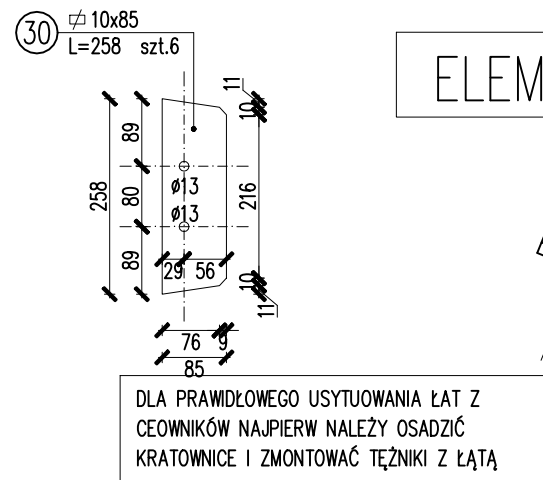 30
⌭ 10x85
L=258 szt.6
ELEM
11
10
89
258
80
ø13
ø13
216
89
29 56
10
11
76 9
85
DLA PRAWIDŁOWEGO USYTUOWANIA ŁAT Z
CEOWNIKÓW NAJPIERW NALEŻY OSADZIĆ
KRATOWNICE I ZMONTOWAĆ TĘŻNIKI Z ŁATĄ